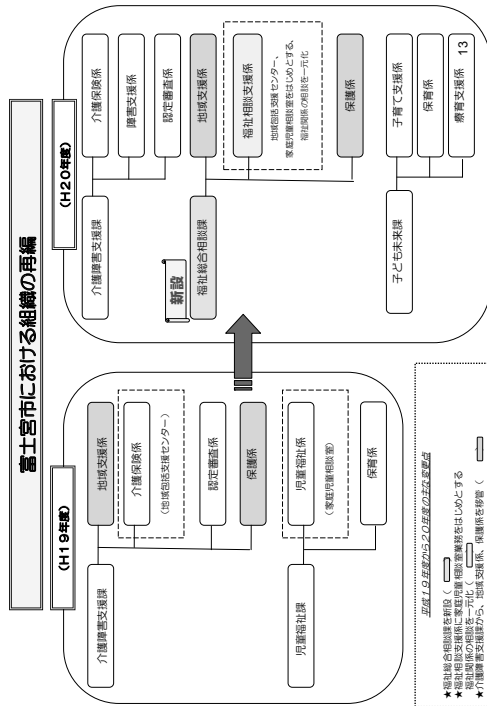 富士宮市における組織の再編
(H19年度)
介護障害支援課
地域支援係
介護保険係
(地域包括支援センター)
認定審査係
保護係
児童福祉課
児童福祉係
(家庭児童相談室)
保育係
(H20年度)
介護障害支援課
介護保険係
障害支援係
認定審査係
新設
福祉総合相談課
地域支援係
福祉相談支援係
地域包括支援センター、
家庭児童相談室をはじめとする、
福祉関係の相談を一元化
保護係
子ども未来課
子育て支援係
保育係
療育支援係
13
平成19年度から20年度の主な変更点
★福祉総合相談課を新設(
★福祉相談支援係に家庭児童相談室業務をはじめとする
福祉関係の相談を一元化(
★介護障害支援課から、地域支援係、保護係を移管(